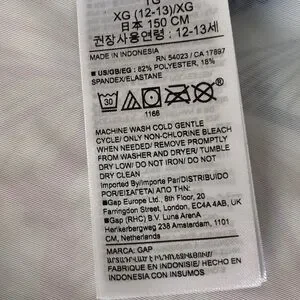 TG
XG (12-13)/XG
日本 150 CM
권장사용연령 : 12-13세
MADE IN INDONESIA
RN 54023 / CA 17897
US/GB/EG : 82% POLYESTER, 18%
SPANDEX/ELASTANE
30
1166
MACHINE WASH COLD GENTLE
CYCLE/ ONLY NON-CHLORINE BLEACH
WHEN NEEDED/ REMOVE PROMPTLY
FROM WASHER AND DRYER/ TUMBLE
DRY LOW/ DO NOT IRON/ DO NOT
DRY CLEAN
Imported By/Importe Par/DISTRIBUIDO
POR/ΕΙΣΑΓΕΤΑΙ ΑΠΟ:
Gap Europe Ltd., 8th Floor, 20
Farringdon Street, London, EC4A 4AB, UK
Gap (RHC) B.V. Luna ArenA
Herikerbergweg 238 Amsterdam, 1101
CM, Netherlands
MARCA: GAP
ԱՐՏԱԴՐՎԱԾ Է ԻՆԴՈՆԵԶԻԱՅՈՒՄ
FABRIQUE EN INDONESIE/ HECHO EN
INDONESIA CON INSUMOS